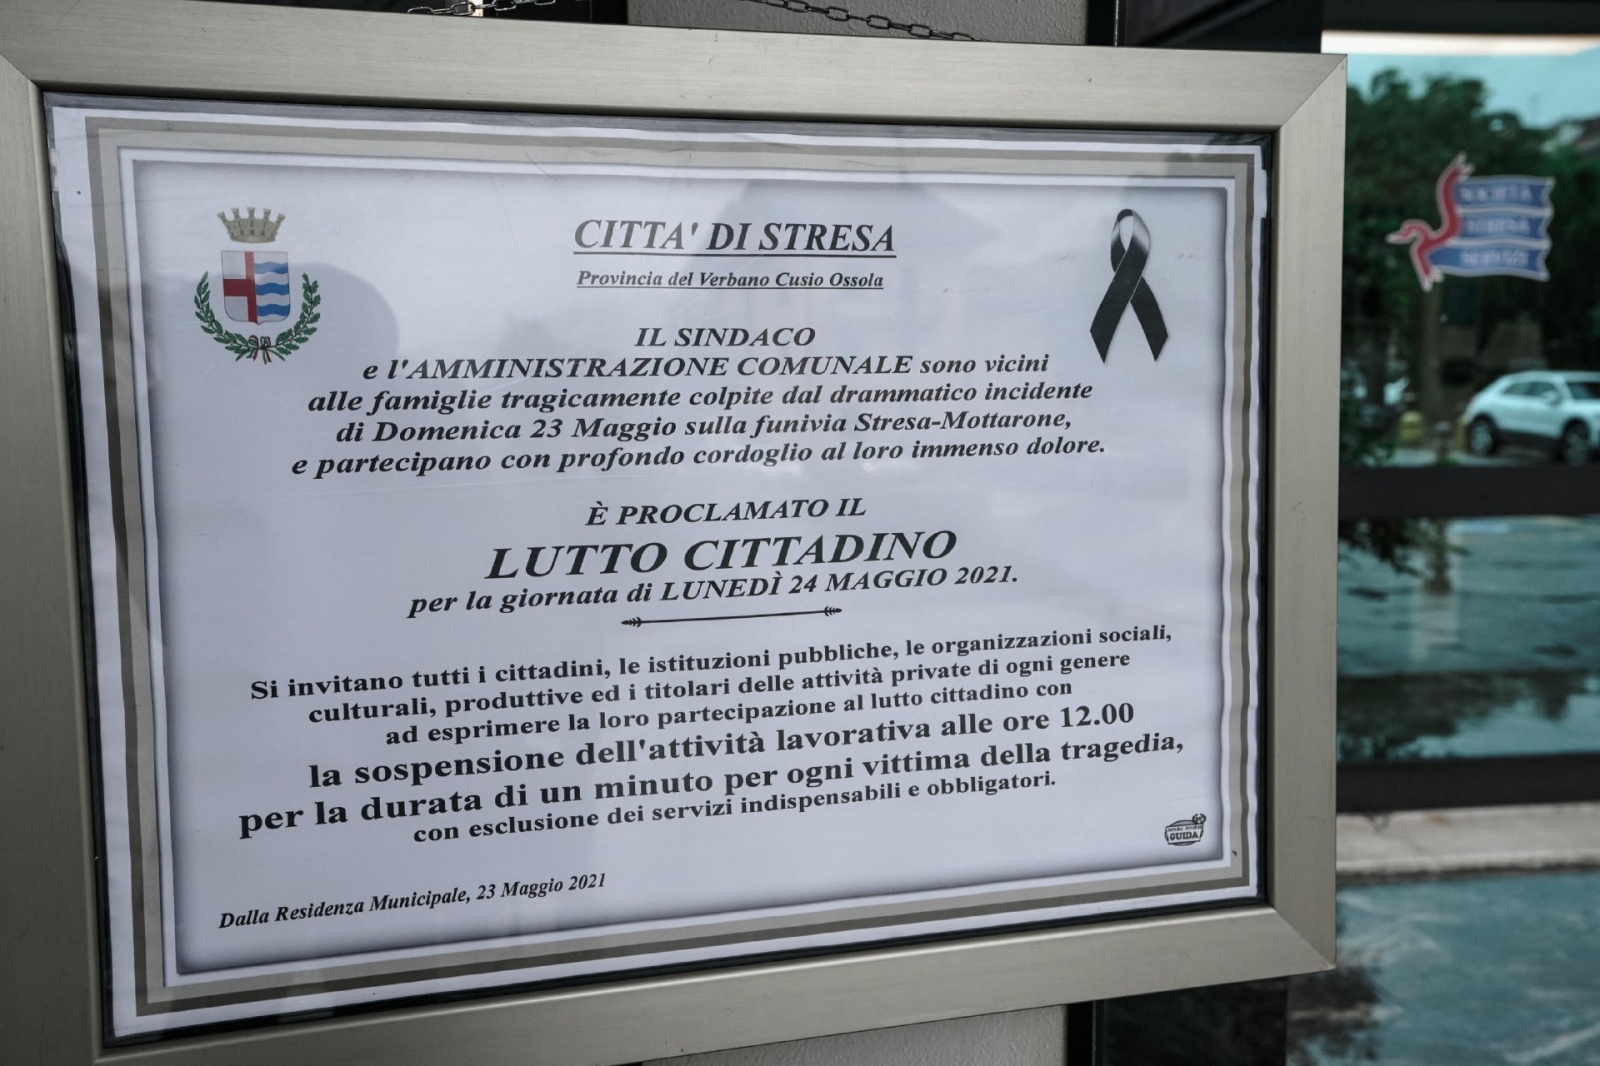 CITTA' DI STRESA
Provincia del Verbano Cusio Ossola
IL SINDACO
e l'AMMINISTRAZIONE COMUNALE sono vicini
alle famiglie tragicamente colpite dal drammatico incidente
di Domenica 23 Maggio sulla funivia Stresa-Mottarone,
e partecipano con profondo cordoglio al loro immenso dolore.
È PROCLAMATO IL
LUTTO CITTADINO
per la giornata di LUNEDÌ 24 MAGGIO 2021.
Si invitano tutti i cittadini, le istituzioni pubbliche, le organizzazioni sociali,
culturali, produttive ed i titolari delle attività private di ogni genere
ad esprimere la loro partecipazione al lutto cittadino con
la sospensione dell'attività lavorativa alle ore 12.00
per la durata di un minuto per ogni vittima della tragedia,
con esclusione dei servizi indispensabili e obbligatori.
GUIDA
Dalla Residenza Municipale, 23 Maggio 2021
SOCIETÀ
STRESA
SERVIZI